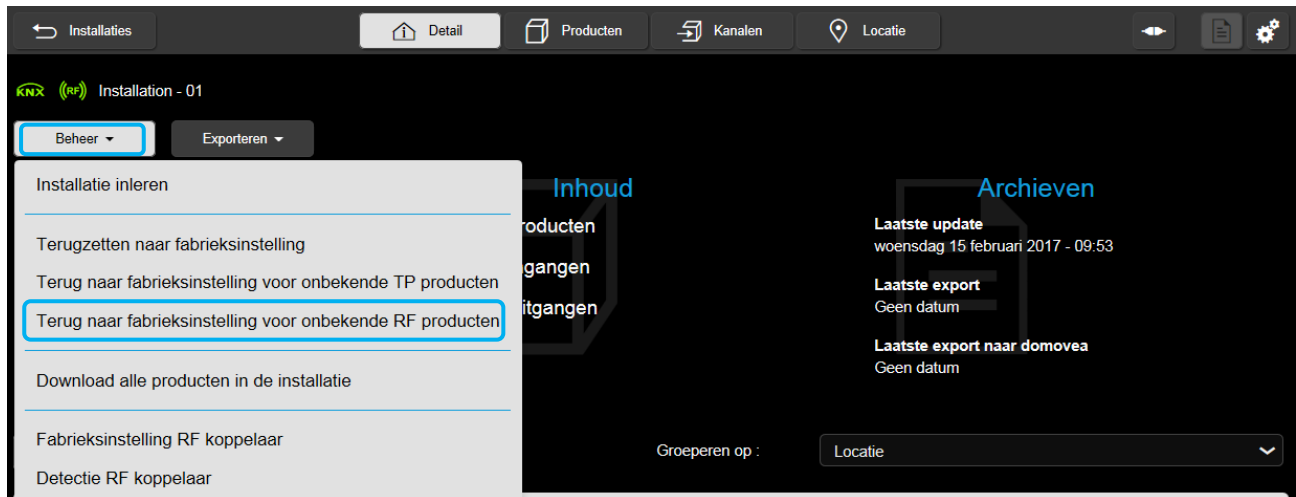 Installaties
Detail
Producten
Kanalen
Locatie
KNX ((RF)) Installation - 01
Beheer
Exporteren
Installatie inleren
Terugzetten naar fabrieksinstelling
Terug naar fabrieksinstelling voor onbekende TP producten
Terug naar fabrieksinstelling voor onbekende RF producten
Download alle producten in de installatie
Fabrieksinstelling RF koppelaar
Detectie RF koppelaar
Inhoud
roducten
gangen
itgangen
Archieven
Laatste update
woensdag 15 februari 2017 - 09:53
Laatste export
Geen datum
Laatste export naar domovea
Geen datum
Groeperen op :
Locatie